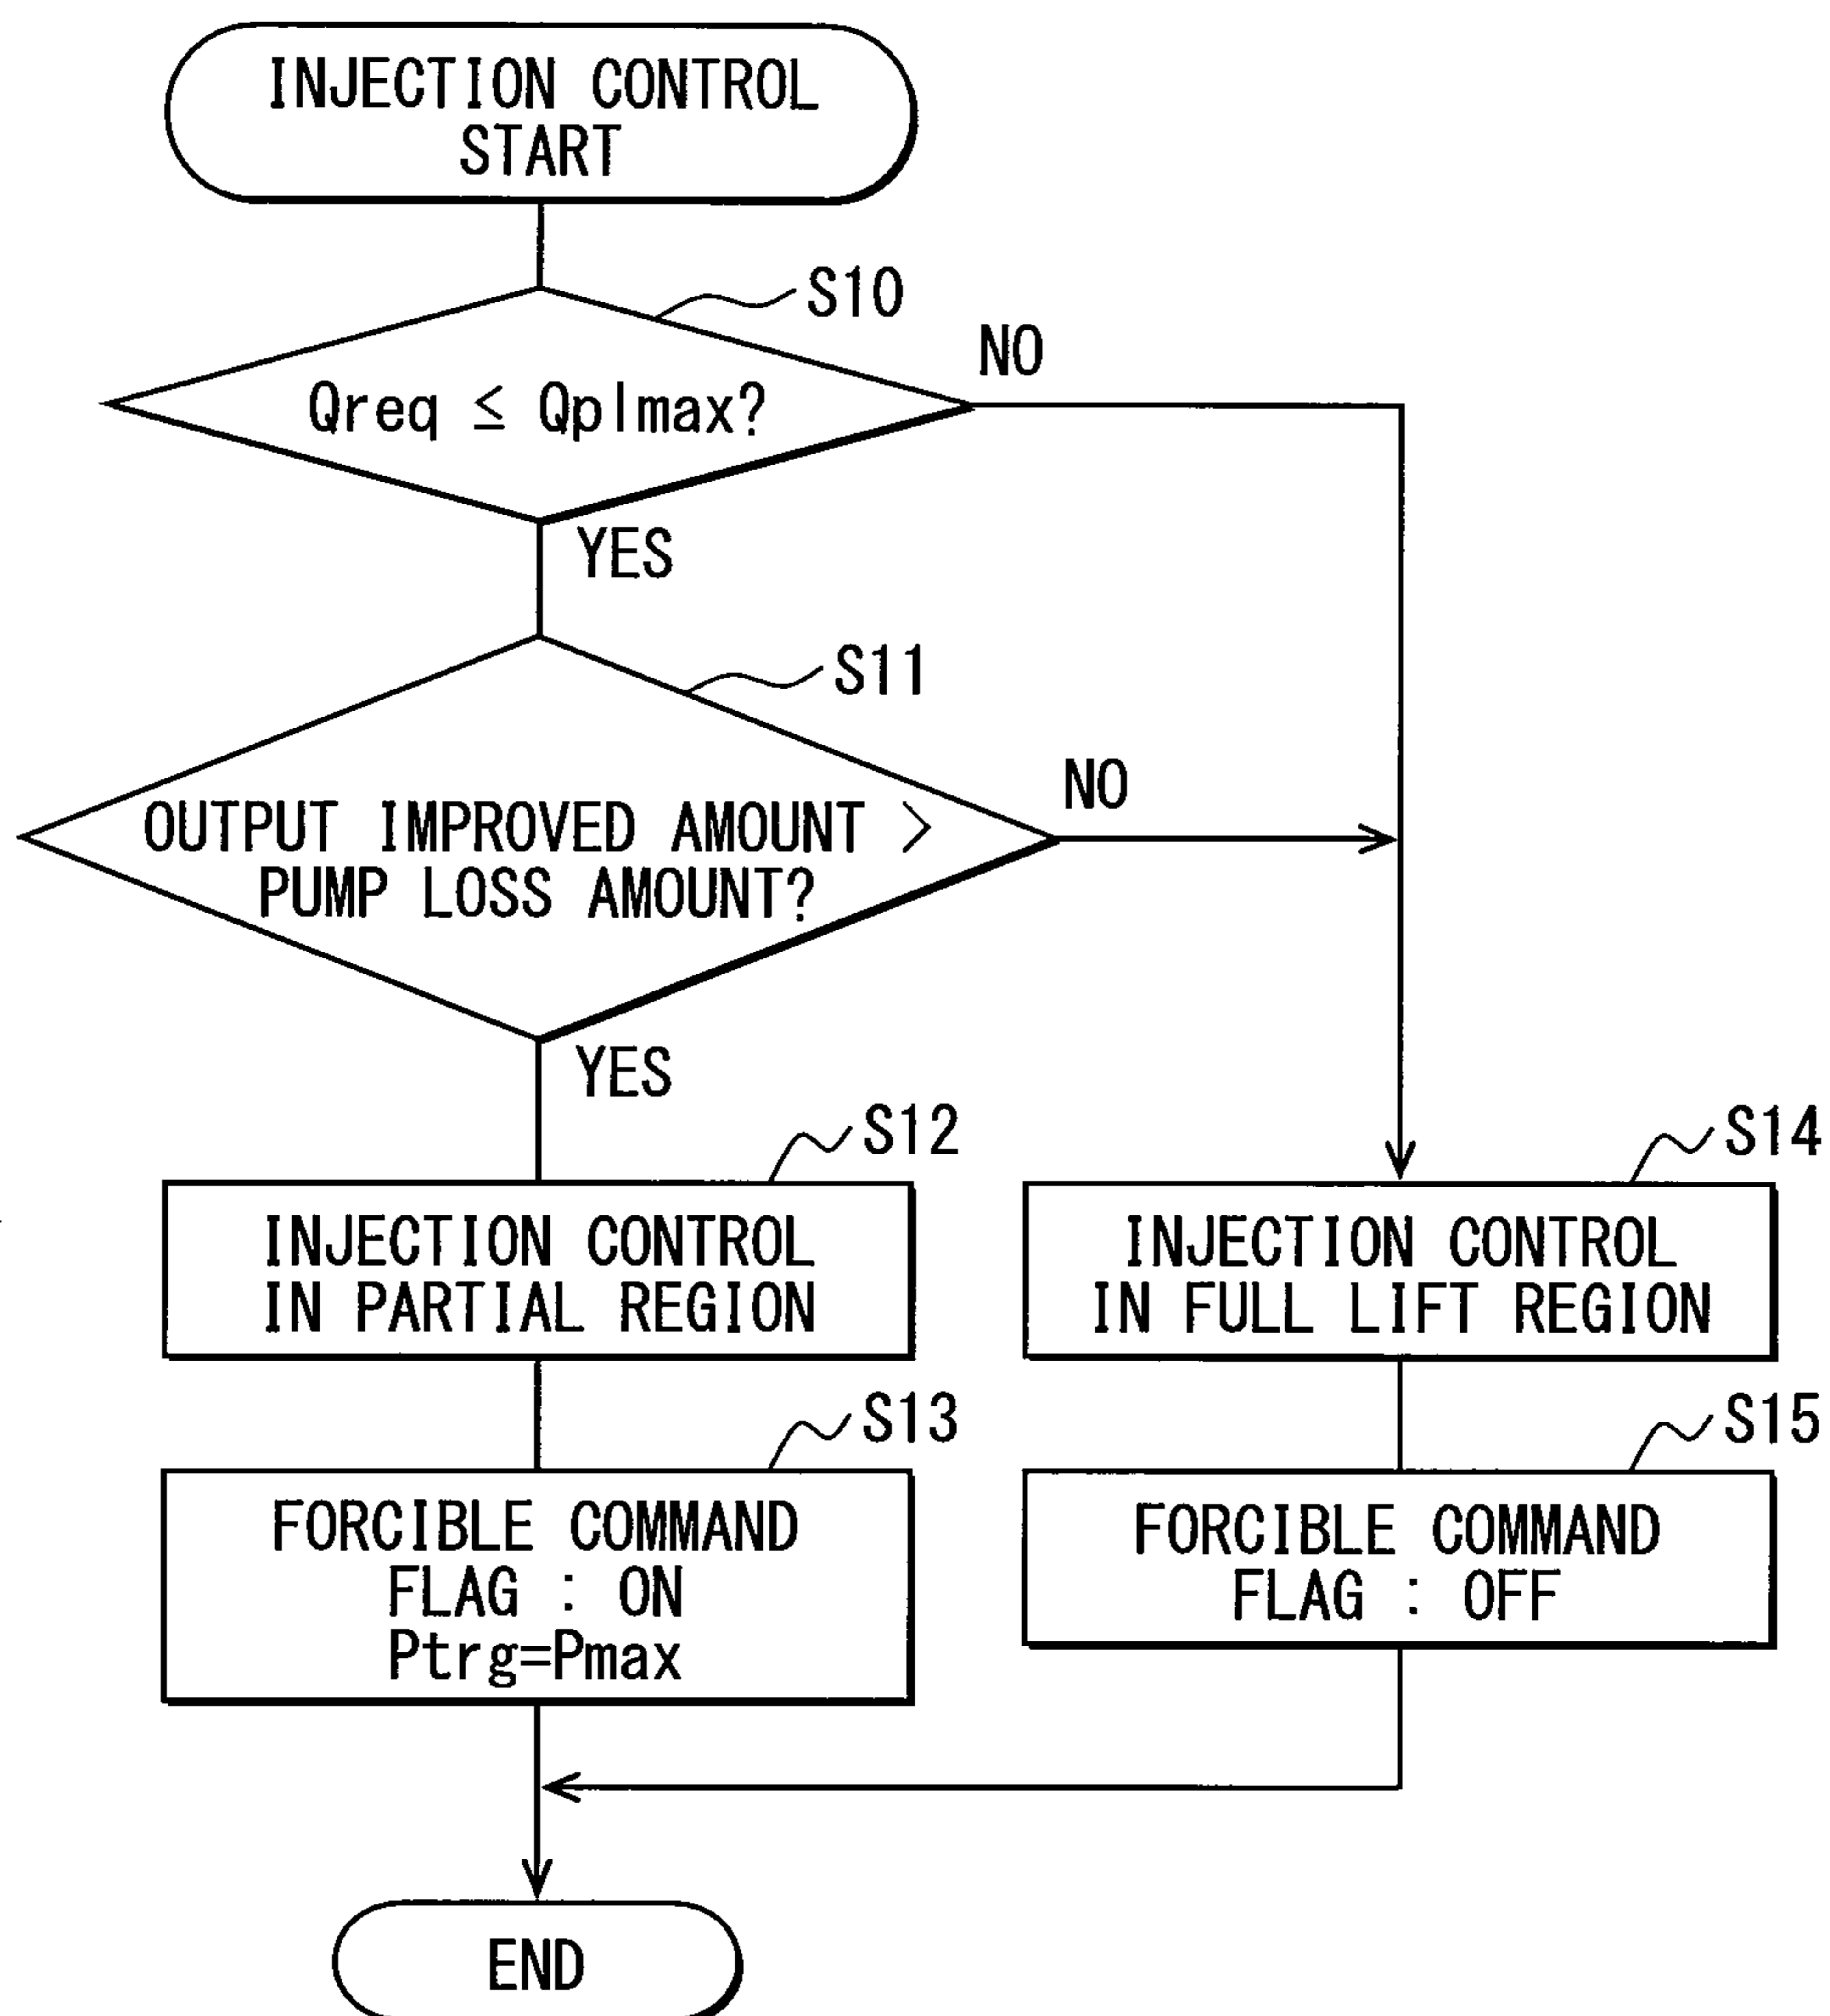 INJECTION CONTROL
START
S10
Qreq ≤ Qplmax?
NO
YES
S11
OUTPUT IMPROVED AMOUNT >
PUMP LOSS AMOUNT?
NO
YES
S12
INJECTION CONTROL
IN PARTIAL REGION
S14
INJECTION CONTROL
IN FULL LIFT REGION
S13
FORCIBLE COMMAND
FLAG : ON
Ptrg=Pmax
S15
FORCIBLE COMMAND
FLAG : OFF
END